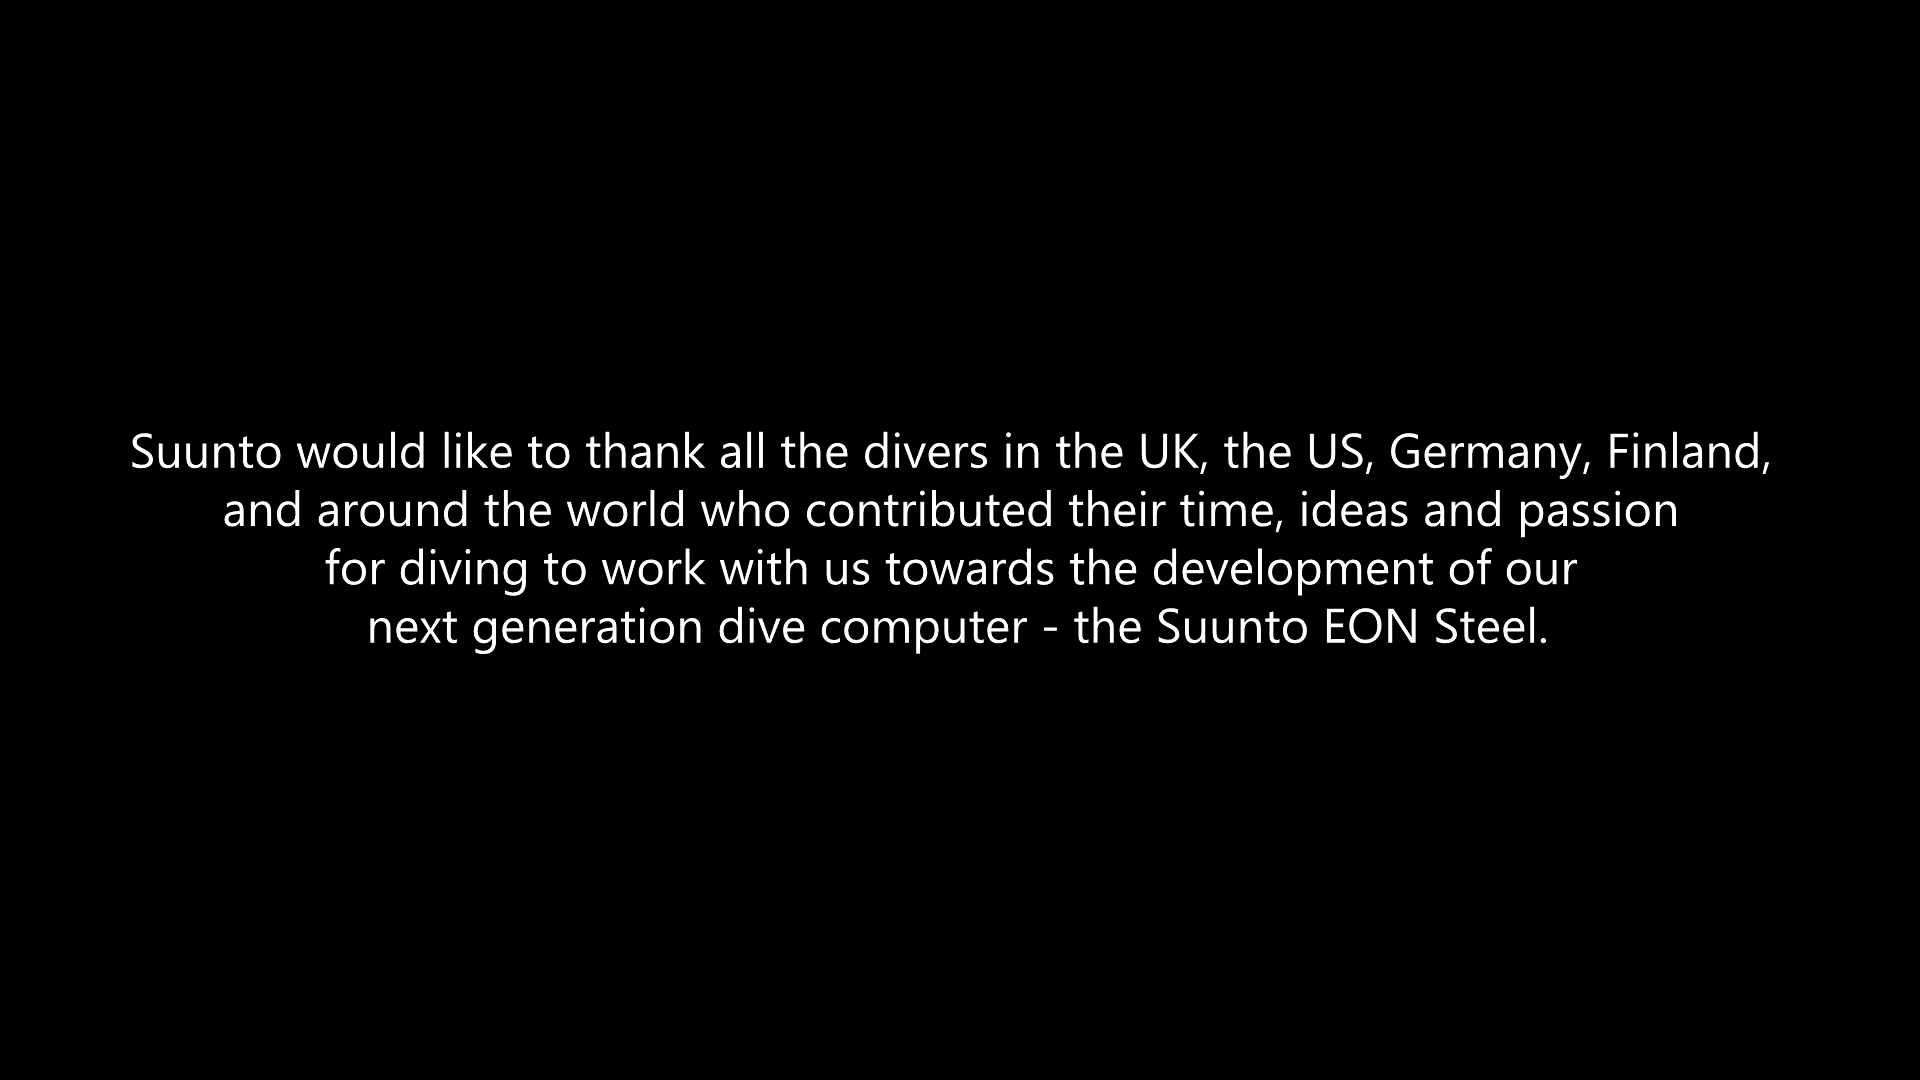 Suunto would like to thank all the divers in the UK, the US, Germany, Finland,
and around the world who contributed their time, ideas and passion
for diving to work with us towards the development of our
next generation dive computer - the Suunto EON Steel.